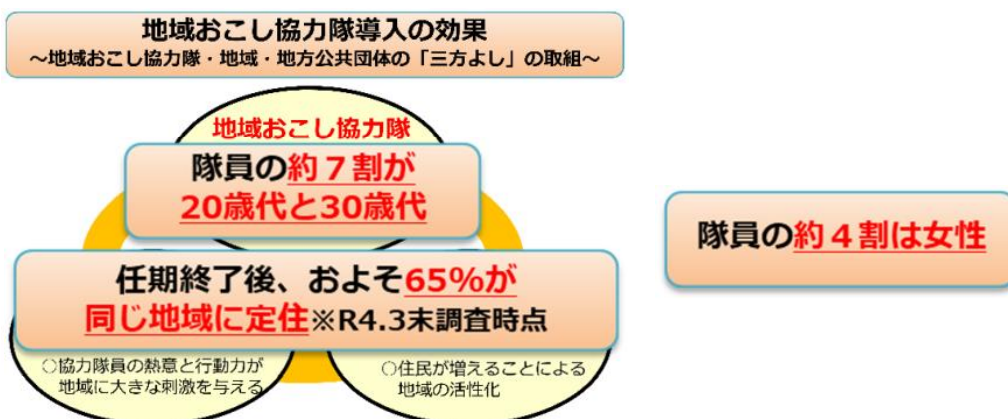 地域おこし協力隊導入の効果
～地域おこし協力隊・地域・地方公共団体の「三方よし」の取組～
地域おこし協力隊
隊員の約７割が
20歳代と30歳代
隊員の約４割は女性
任期終了後、およそ65%が
同じ地域に定住※R4.3末調査時点
○協力隊員の熱意と行動力が
地域に大きな刺激を与える
○住民が増えることによる
地域の活性化